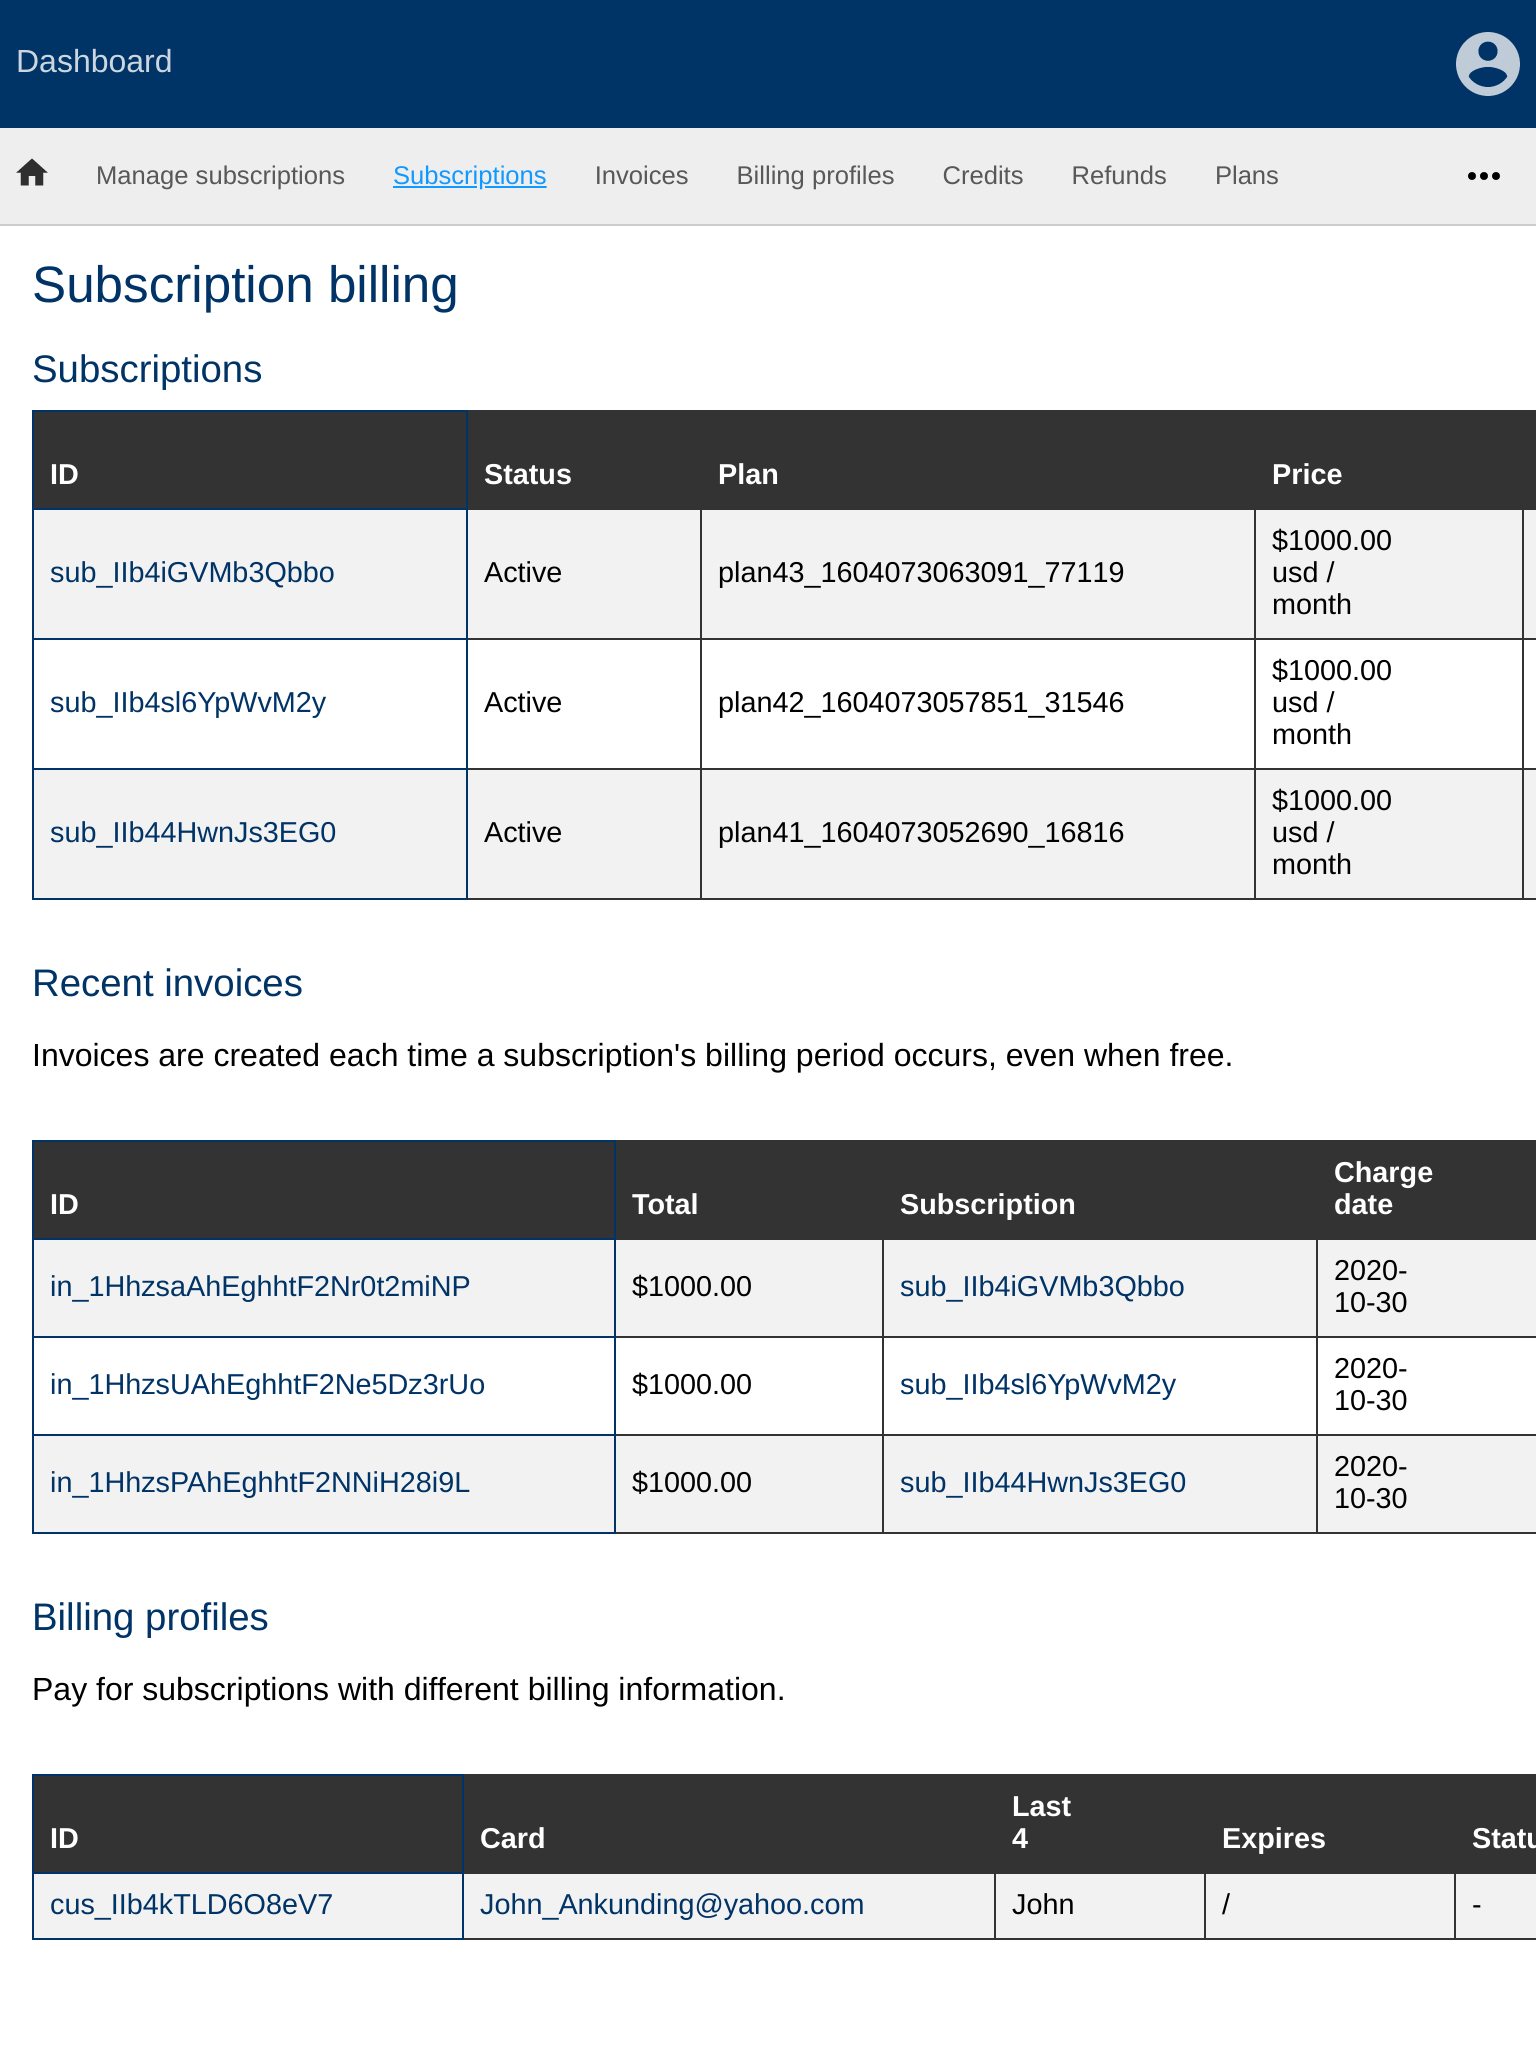 Dashboard
Manage subscriptions Subscriptions Invoices Billing profiles Credits Refunds Plans
Subscription billing
Subscriptions
ID Status Plan Price
sub_IIb4iGVMb3Qbbo Active plan43_1604073063091_77119 $1000.00 usd / month
sub_IIb4sl6YpWvM2y Active plan42_1604073057851_31546 $1000.00 usd / month
sub_IIb44HwnJs3EG0 Active plan41_1604073052690_16816 $1000.00 usd / month
Recent invoices
Invoices are created each time a subscription's billing period occurs, even when free.
ID Total Subscription Charge date
in_1HhzsaAhEghhtF2Nr0t2miNP $1000.00 sub_IIb4iGVMb3Qbbo 2020-10-30
in_1HhzsUAhEghhtF2Ne5Dz3rUo $1000.00 sub_IIb4sl6YpWvM2y 2020-10-30
in_1HhzsPAhEghhtF2NNiH28i9L $1000.00 sub_IIb44HwnJs3EG0 2020-10-30
Billing profiles
Pay for subscriptions with different billing information.
ID Card Last 4 Expires Statu
cus_IIb4kTLD6O8eV7 John_Ankunding@yahoo.com John / -